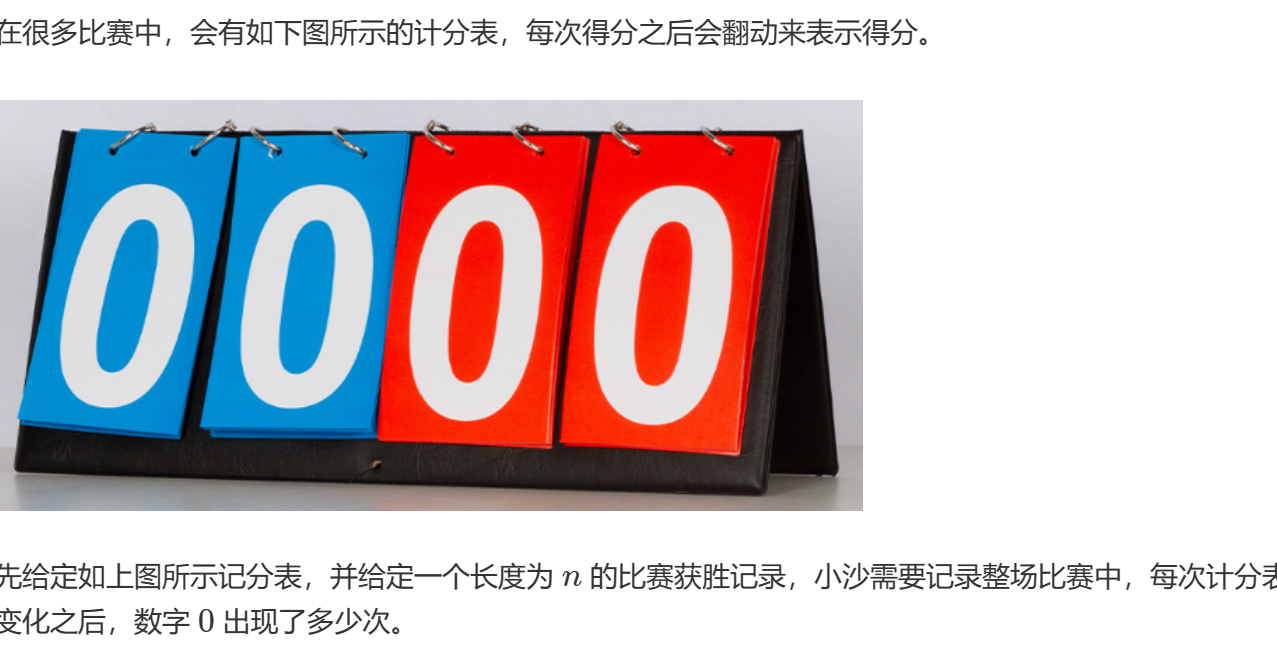 在很多比赛中，会有如下图所示的计分表，每次得分之后会翻动来表示得分。
0 0 0 0
先给定如上图所示记分表，并给定一个长度为 n 的比赛获胜记录，小沙需要记录整场比赛中，每次计分表
变化之后，数字 0 出现了多少次。